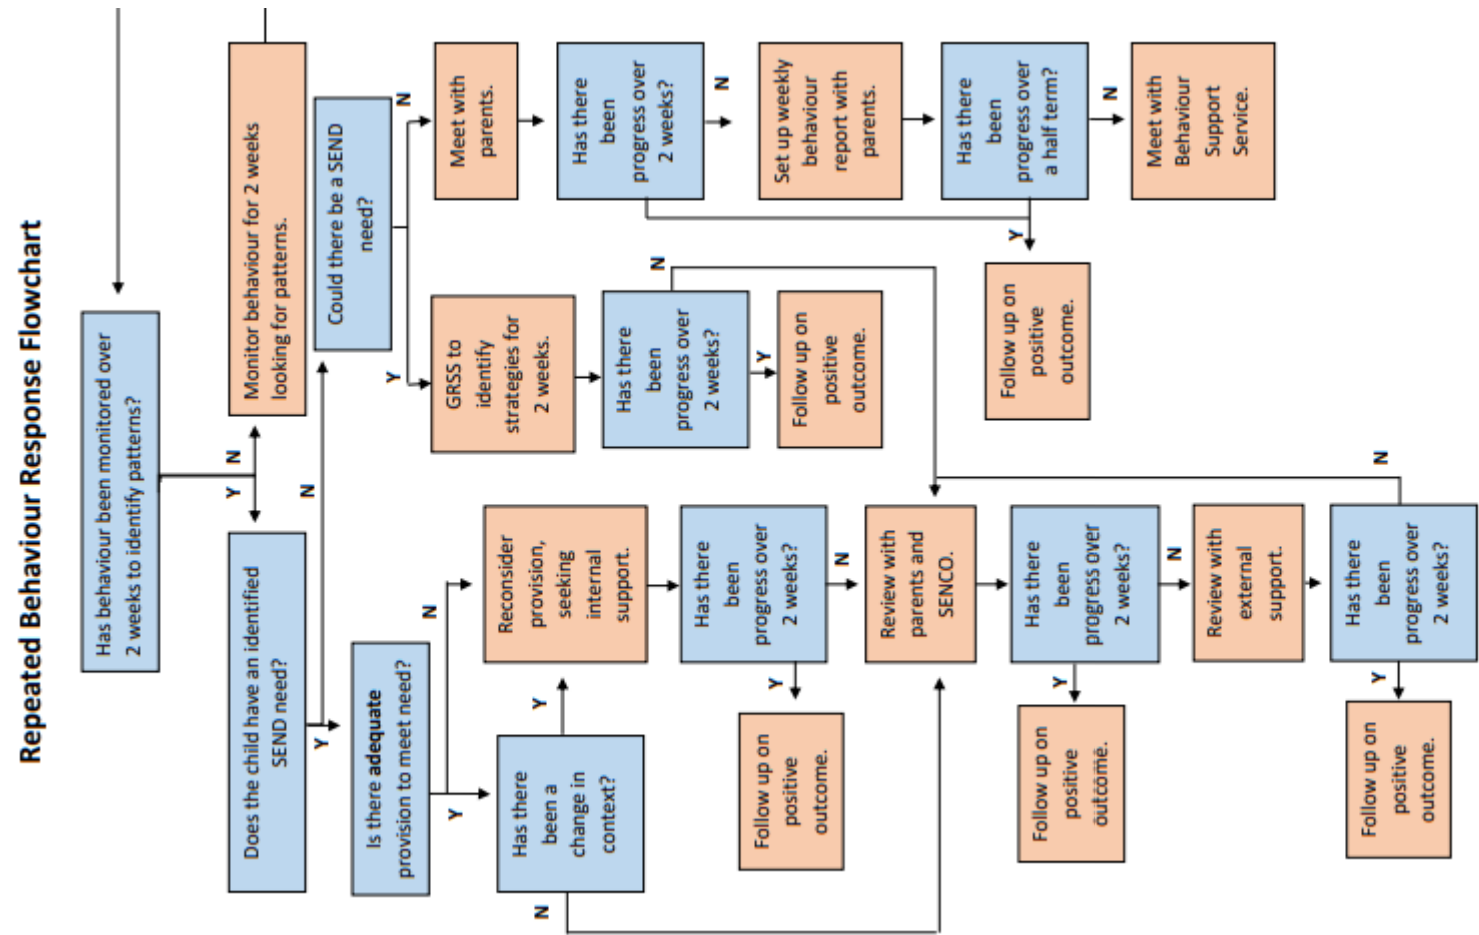 Repeated Behaviour Response Flowchart
Has behaviour been monitored over
2 weeks to identify patterns?
Y
N
Does the child have an identified
SEND need?
Monitor behaviour for 2 weeks
looking for patterns.
Y
N
Is there adequate
provision to meet need?
Could there be a SEND
need?
Y
N
Y
N
Has there
been a
change in
context?
Y
N
Reconsider
provision,
seeking
internal
support.
GRSS to
identify
strategies for
2 weeks.
Meet with
parents.
Has there
been
progress over
2 weeks?
Y
N
Follow up on
positive
outcome.
Has there
been
progress over
2 weeks?
N
Y
Follow up on
positive
outcome.
Has there
been
progress over
2 weeks?
N
Set up weekly
behaviour
report with
parents.
Review with
parents and
SENCO.
Has there
been
progress over
a half term?
Y
N
Follow up on
positive
outcome.
Meet with
Behaviour
Support
Service.
Has there
been
progress over
2 weeks?
Y
N
Follow up on
positive
outcome.
Review with
external
support.
Has there
been
progress over
2 weeks?
Y
N
Follow up on
positive
outcome.